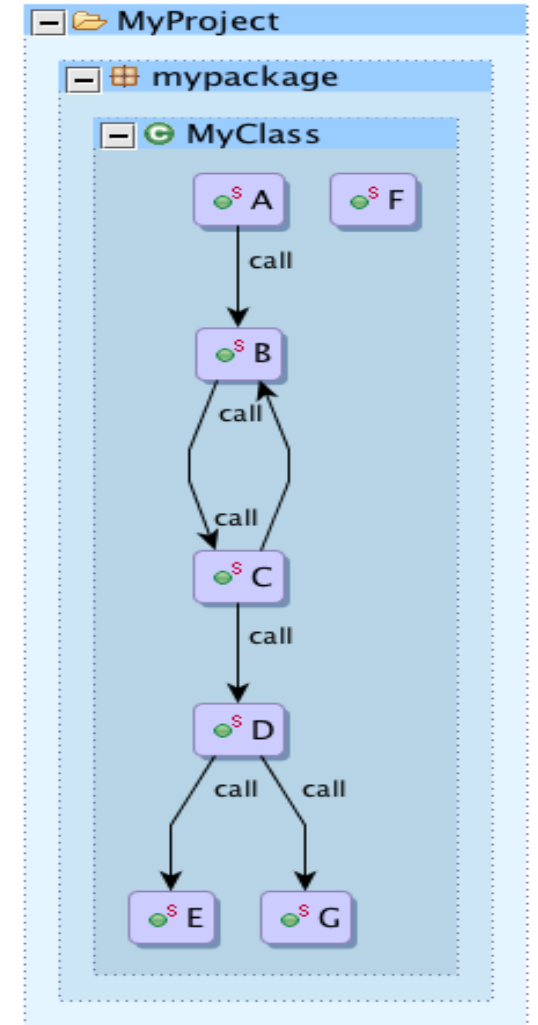 MyProject
mypackage
C MyClass
S A
S F
call
S B
call
call
S C
call
S D
call call
S E
S G